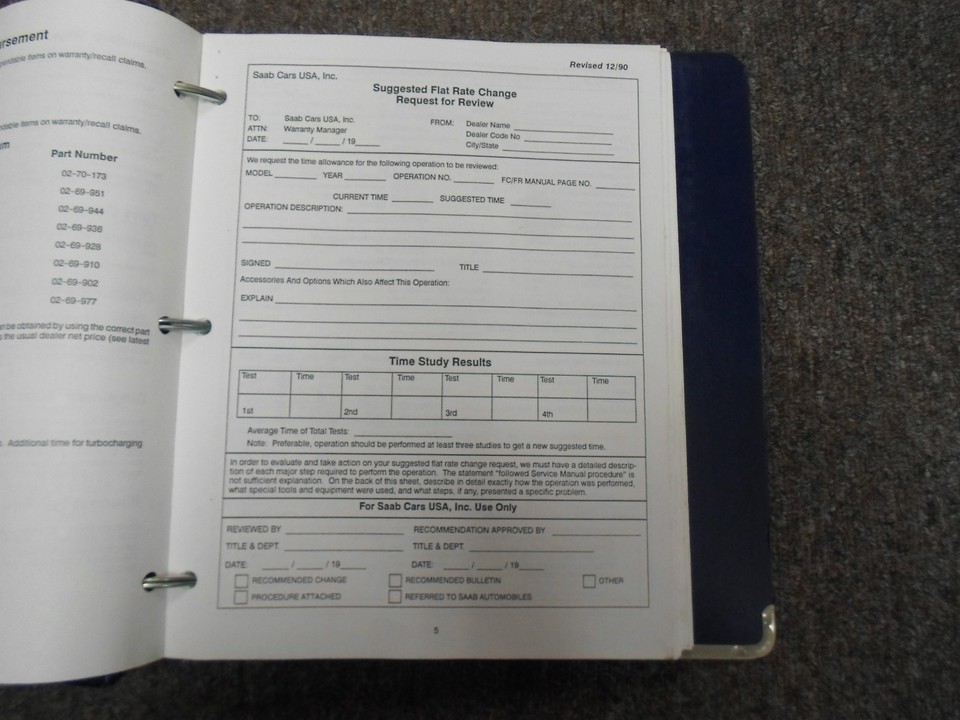 ursement
pendable items on warranty/recall claims.
ndable items on warranty/recall claims.
um
Part Number
02-70-173
02-69-951
02-69-944
02-69-936
02-69-928
02-69-910
02-69-902
02-69-977
an be obtained by using the correct part
s the usual dealer net price (see latest
Additional time for turbocharging
Revised 12/90
Saab Cars USA, Inc.
Suggested Flat Rate Change
Request for Review
TO: Saab Cars USA, Inc. FROM: Dealer Name
ATTN: Warranty Manager Dealer Code No
DATE: / / 19 City/State
We request the time allowance for the following operation to be reviewed:
MODEL YEAR OPERATION NO. FC/FR MANUAL PAGE NO.
CURRENT TIME SUGGESTED TIME
OPERATION DESCRIPTION:
SIGNED TITLE
Accessories And Options Which Also Affect This Operation:
EXPLAIN
Time Study Results
Test Time Test Time Test Time Test Time
1st 2nd 3rd 4th
Average Time of Total Tests:
Note: Preferable, operation should be performed at least three studies to get a new suggested time.
In order to evaluate and take action on your suggested flat rate change request, we must have a detailed descrip-
tion of each major step required to perform the operation. The statement "followed Service Manual procedure" is
not sufficient explanation. On the back of this sheet, describe in detail exactly how the operation was performed,
what special tools and equipment were used, and what steps, if any, presented a specific problem.
For Saab Cars USA, Inc. Use Only
REVIEWED BY RECOMMENDATION APPROVED BY
TITLE & DEPT. TITLE & DEPT.
DATE: / / 19 DATE: / / 19
RECOMMENDED CHANGE RECOMMENDED BULLETIN OTHER
PROCEDURE ATTACHED REFERRED TO SAAB AUTOMOBILES
5